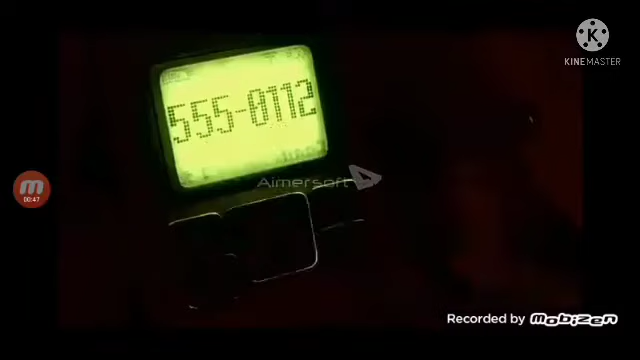 KINEMASTER
555-0112
Aimersoft
00:47
Recorded by mobizen